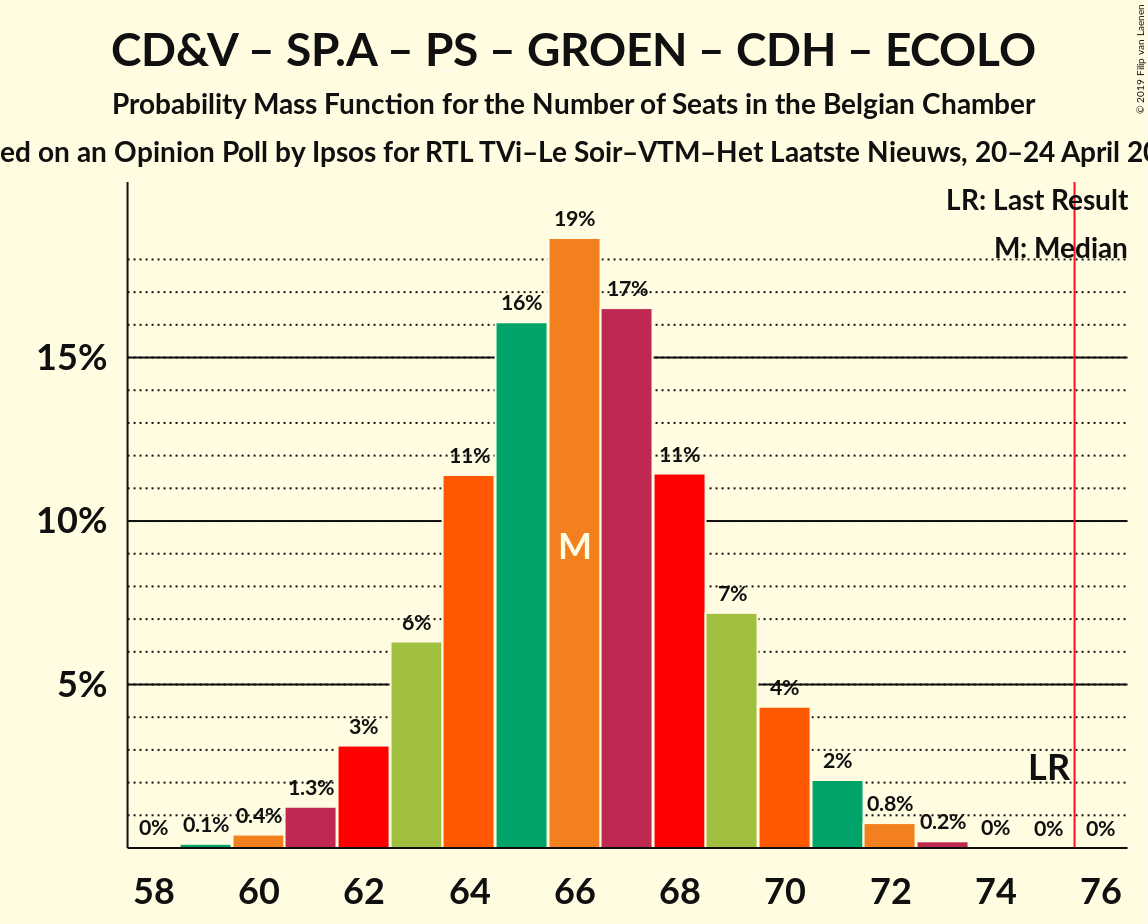 CD&V – SP.A – PS – GROEN – CDH – ECOLO
Probability Mass Function for the Number of Seats in the Belgian Chamber
ed on an Opinion Poll by Ipsos for RTL TVi–Le Soir–VTM–Het Laatste Nieuws, 20–24 April 20
© 2019 Filip van Laenen
LR: Last Result
M: Median
19%
17%
16%
15%
11%
11%
10%
M
7%
6%
5%
4%
3%
2%
LR
1.3%
0.8%
0.4%
0.2%
0.1%
0%
0%
0%
0%
58 60 62 64 66 68 70 72 74 76